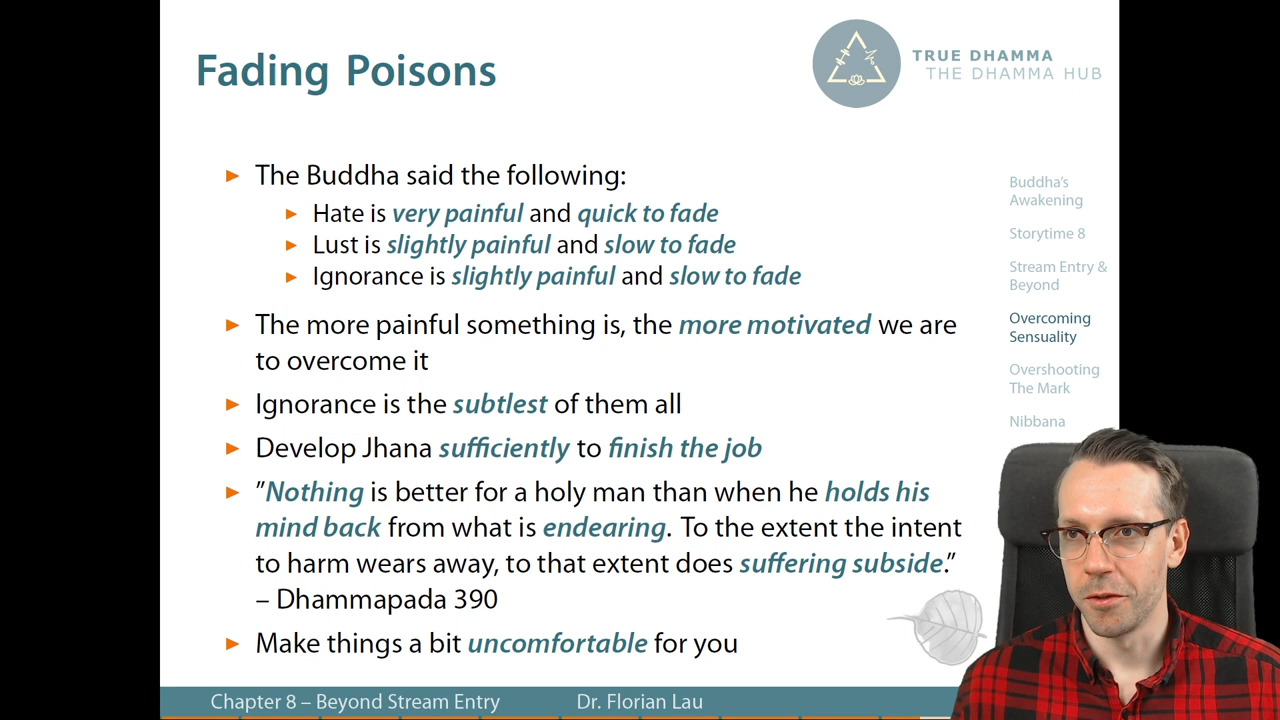 Fading Poisons
TRUE DHAMMA
THE DHAMMA HUB
► The Buddha said the following:
► Hate is very painful and quick to fade
► Lust is slightly painful and slow to fade
► Ignorance is slightly painful and slow to fade
► The more painful something is, the more motivated we are
to overcome it
► Ignorance is the subtlest of them all
► Develop Jhana sufficiently to finish the job
► ”Nothing is better for a holy man than when he holds his
mind back from what is endearing. To the extent the intent
to harm wears away, to that extent does suffering subside.”
– Dhammapada 390
► Make things a bit uncomfortable for you
Buddha’s
Awakening
Storytime 8
Stream Entry &
Beyond
Overcoming
Sensuality
Overshooting
The Mark
Nibbana
Chapter 8 – Beyond Stream Entry Dr. Florian Lau